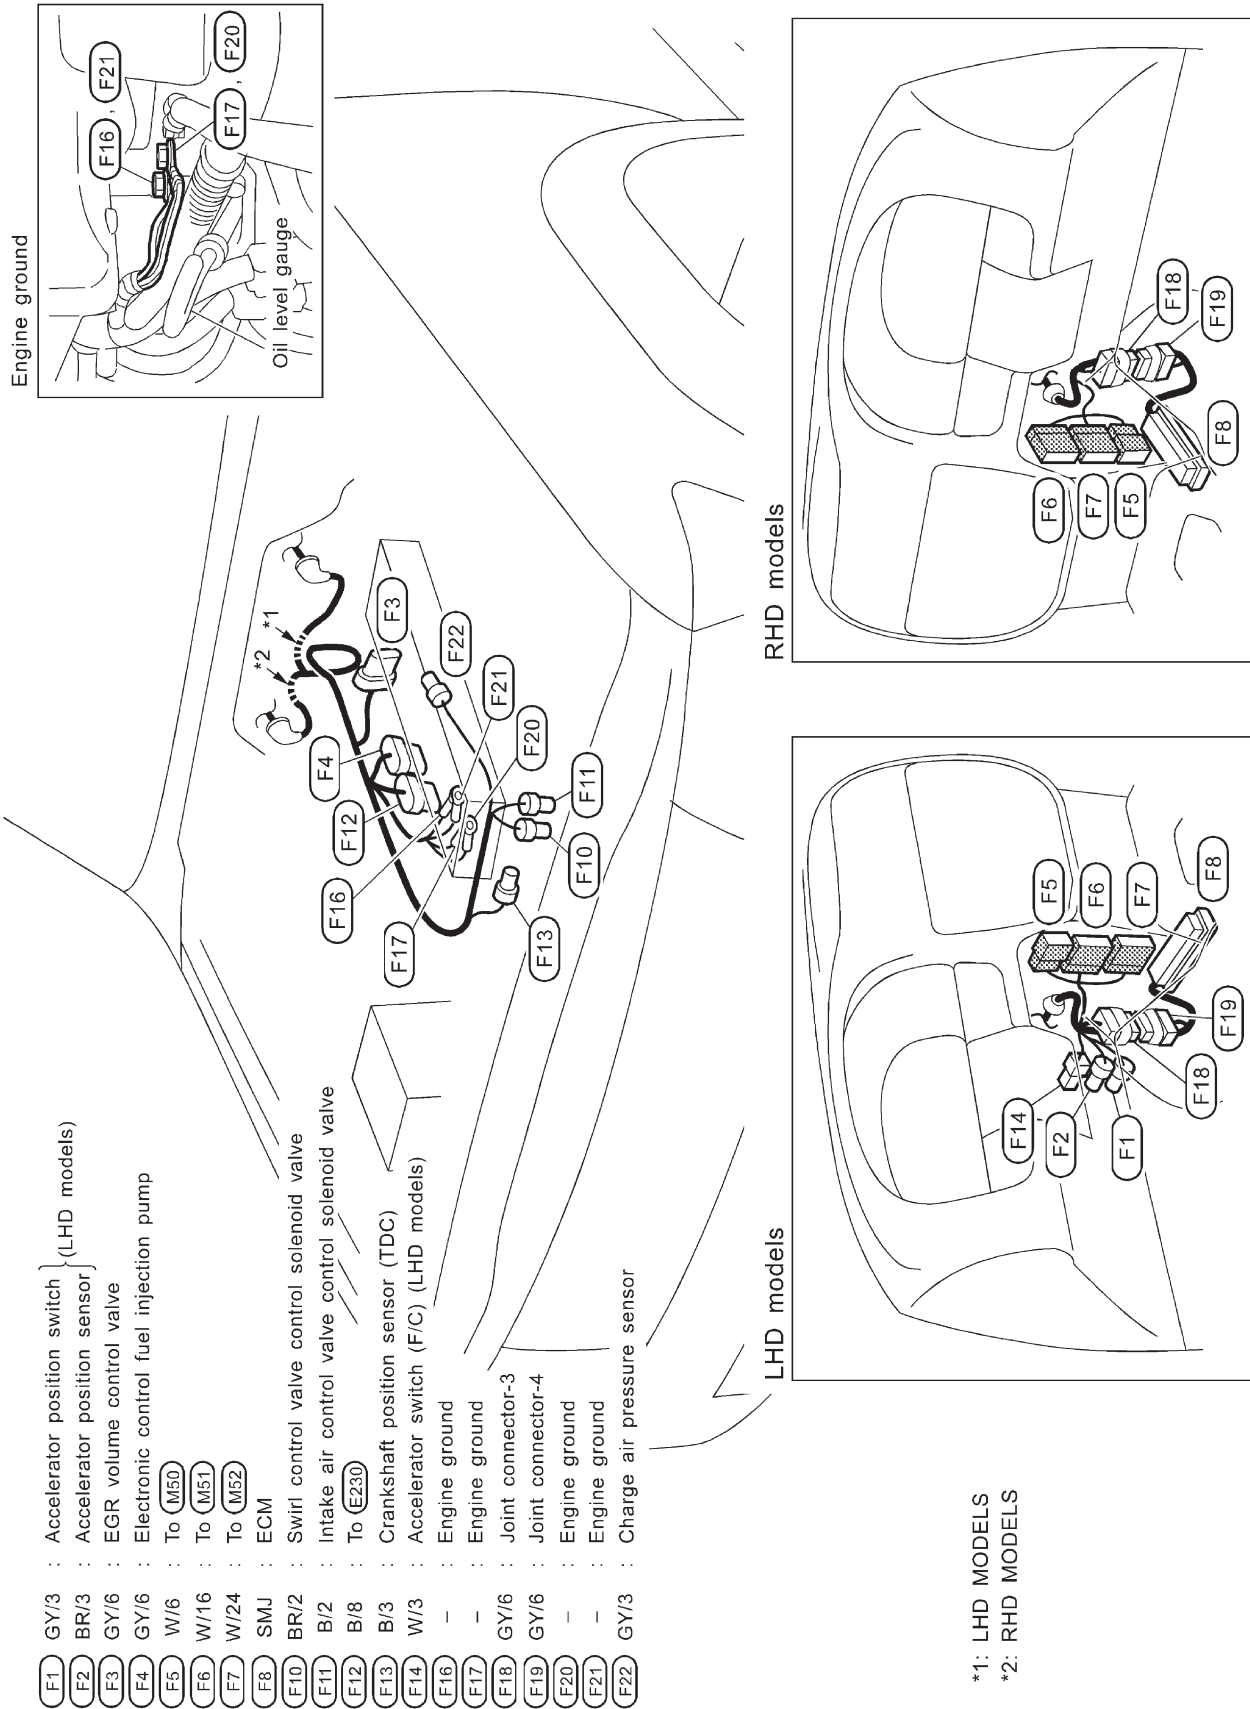 Engine ground
F16 , F21
F17 , F20
Oil level gauge
*1
*2
F3
F22
F21
F20
F4
F12
F11
F10
F16
F17
F13
F1 GY/3 : Accelerator position switch
F2 BR/3 : Accelerator position sensor
(LHD models)
F3 GY/6 : EGR volume control valve
F4 GY/6 : Electronic control fuel injection pump
F5 W/6 : To M50
F6 W/16 : To M51
F7 W/24 : To M52
F8 SMJ : ECM
F10 BR/2 : Swirl control valve control solenoid valve
F11 B/2 : Intake air control valve control solenoid valve
F12 B/8 : To E230
F13 B/3 : Crankshaft position sensor (TDC)
F14 W/3 : Accelerator switch (F/C) (LHD models)
F16 – : Engine ground
F17 – : Engine ground
F18 GY/6 : Joint connector-3
F19 GY/6 : Joint connector-4
F20 – : Engine ground
F21 – : Engine ground
F22 GY/3 : Charge air pressure sensor
LHD models
F5
F6
F7
F8
F14
F2
F1
F18
F19
RHD models
F6
F7
F5
F8
F18
F19
*1: LHD MODELS
*2: RHD MODELS